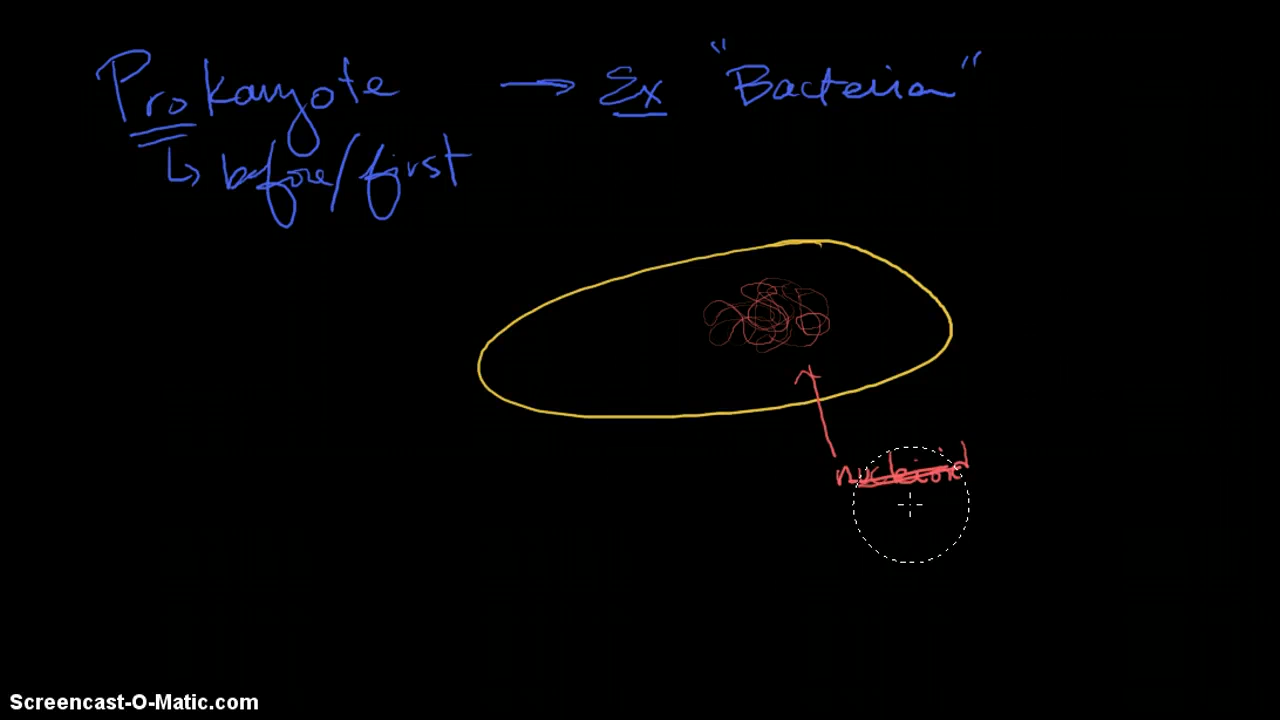 Prokaryote → Ex "Bacteria"
↳ before/first
nucleoid
Screencast-O-Matic.com